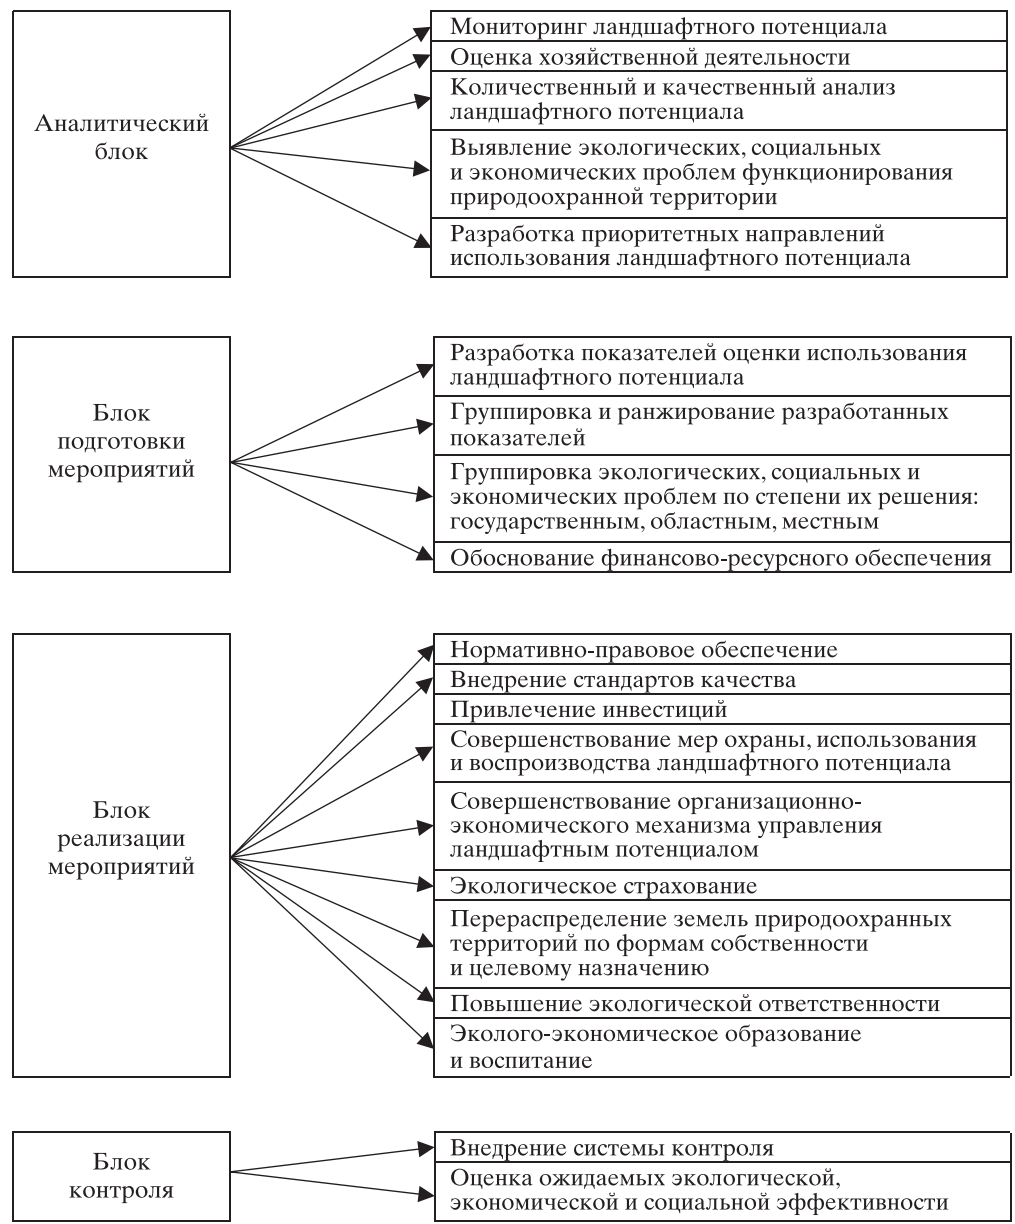 Аналитический
блок
Мониторинг ландшафтного потенциала
Оценка хозяйственной деятельности
Количественный и качественный анализ
ландшафтного потенциала
Выявление экологических, социальных
и экономических проблем функционирования
природоохранной территории
Разработка приоритетных направлений
использования ландшафтного потенциала
Блок
подготовки
мероприятий
Разработка показателей оценки использования
ландшафтного потенциала
Группировка и ранжирование разработанных
показателей
Группировка экологических, социальных и
экономических проблем по степени их решения:
государственным, областным, местным
Обоснование финансово-ресурсного обеспечения
Блок
реализации
мероприятий
Нормативно-правовое обеспечение
Внедрение стандартов качества
Привлечение инвестиций
Совершенствование мер охраны, использования
и воспроизводства ландшафтного потенциала
Совершенствование организационно-
экономического механизма управления
ландшафтным потенциалом
Экологическое страхование
Перераспределение земель природоохранных
территорий по формам собственности
и целевому назначению
Повышение экологической ответственности
Эколого-экономическое образование
и воспитание
Блок
контроля
Внедрение системы контроля
Оценка ожидаемых экологической,
экономической и социальной эффективности